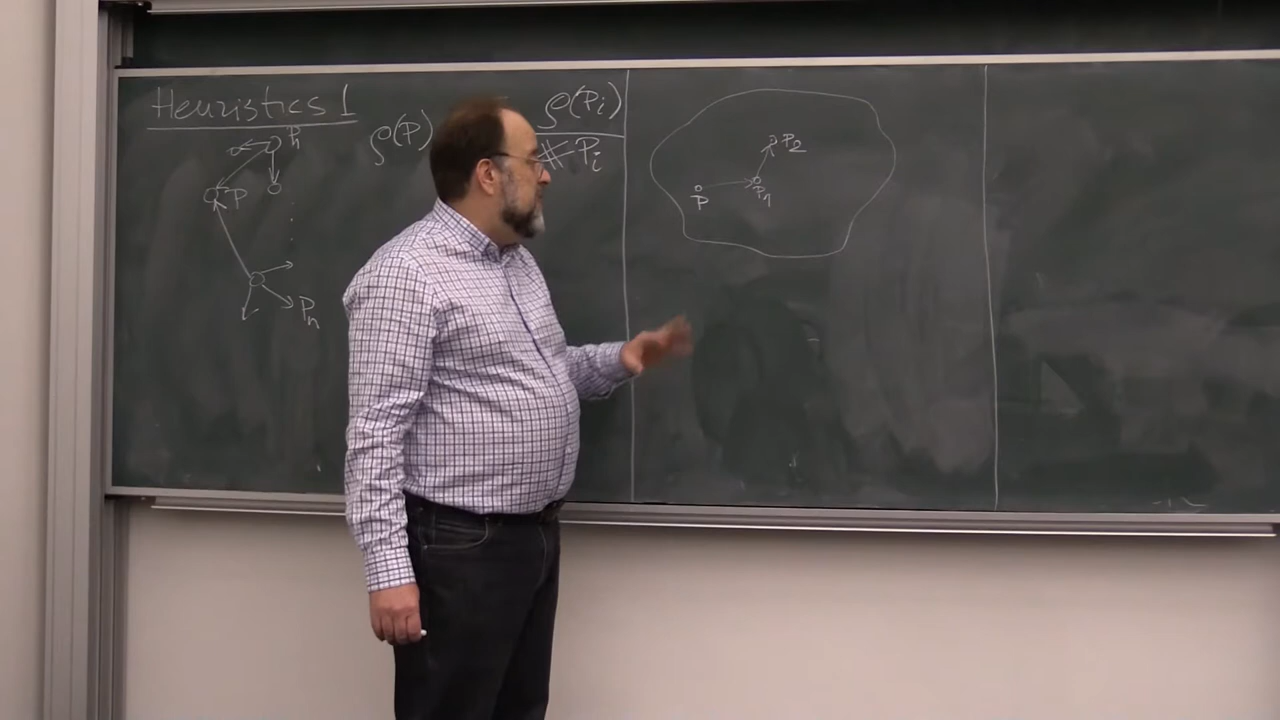 Heuristics 1
P1
ρ(P)
ρ(Pi)
# Pi
P
Pn
P
P1
P2